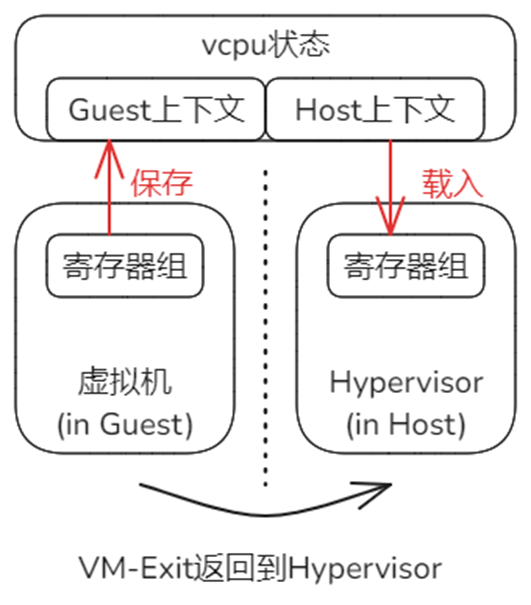 vcpu状态
Guest上下文
Host上下文
保存
载入
寄存器组
寄存器组
虚拟机
(in Guest)
Hypervisor
(in Host)
VM-Exit返回到Hypervisor